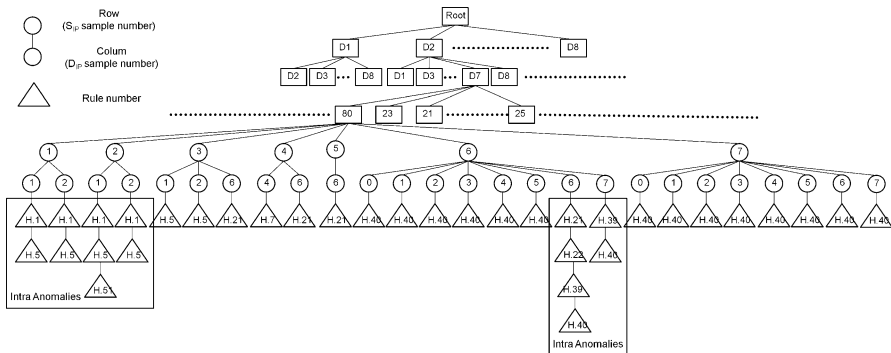 Row
(SIP sample number)
Colum
(DIP sample number)
Rule number
Root
D1 D2 D8
D2 D3 D8 D1 D3 D7 D8
80 23 21 25
1 2 3 4 5 6 7
1 2 1 2 1 2 6 4 6 6 0 1 2 3 4 5 6 7 0 1 2 3 4 5 6 7
H.1 H.1 H.1 H.1 H.5 H.5 H.21 H.7 H.21 H.21 H.40 H.40 H.40 H.40 H.40 H.40 H.21 H.39 H.40 H.40 H.40 H.40 H.40 H.40 H.40 H.40
H.5 H.5 H.5 H.5 H.22 H.40
H.51 H.39
Intra Anomalies
H.40
Intra Anomalies